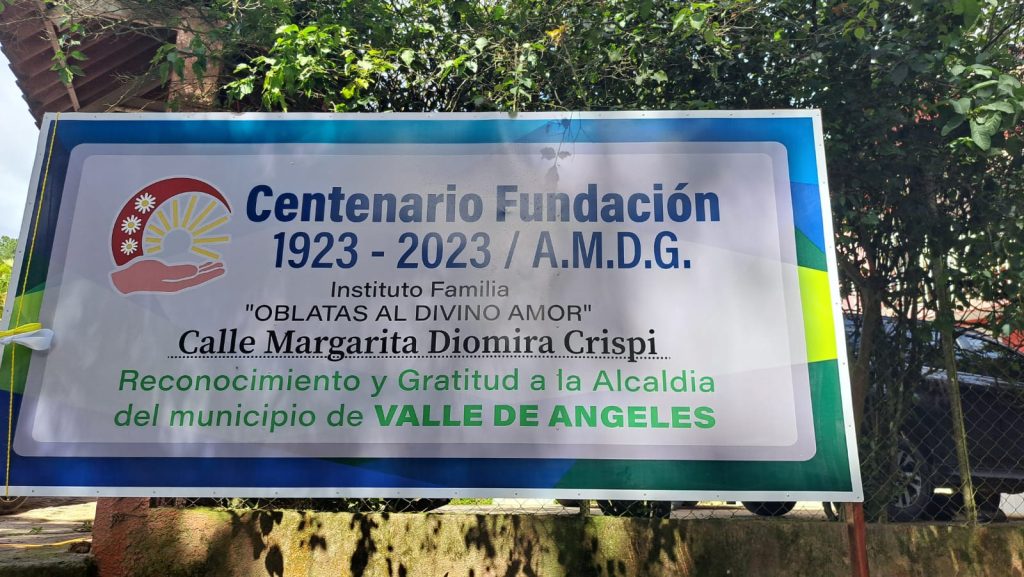 Centenario Fundación
1923 - 2023 / A.M.D.G.
Instituto Familia
"OBLATAS AL DIVINO AMOR"
Calle Margarita Diomira Crispi
Reconocimiento y Gratitud a la Alcaldia
del municipio de VALLE DE ANGELES